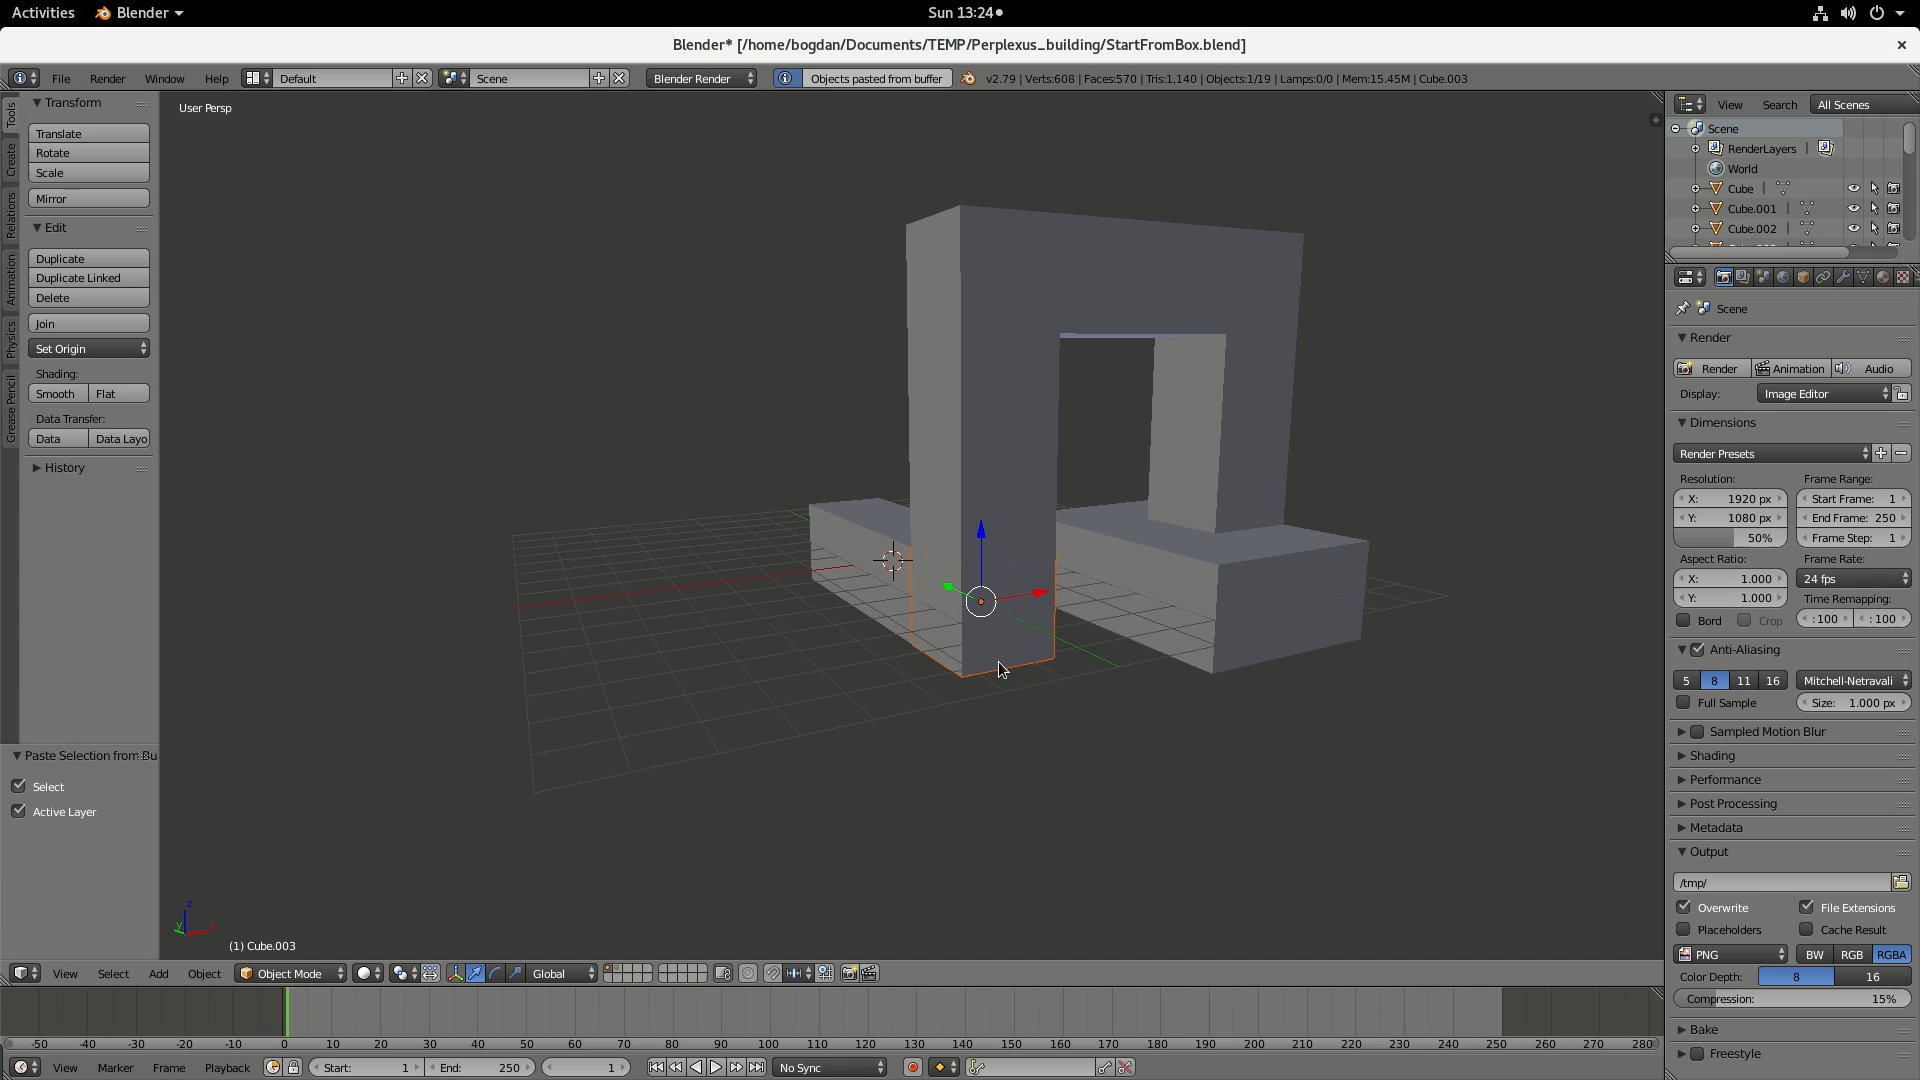 Activities Blender Sun 13:24
Blender* [/home/bogdan/Documents/TEMP/Perplexus_building/StartFromBox.blend]
File Render Window Help Default Scene Blender Render Objects pasted from buffer v2.79 | Verts:608 | Faces:570 | Tris:1,140 | Objects:1/19 | Lamps:0/0 | Mem:15.45M | Cube.003
Tools
Create
Relations
Animation
Physics
Grease Pencil
Transform
Translate
Rotate
Scale
Mirror
Edit
Duplicate
Duplicate Linked
Delete
Join
Set Origin
Shading:
Smooth Flat
Data Transfer:
Data Data Layo
History
Paste Selection from Bu
Select
Active Layer
User Persp
z
y
x
(1) Cube.003
View Select Add Object Object Mode Global
-50 -40 -30 -20 -10 0 10 20 30 40 50 60 70 80 90 100 110 120 130 140 150 160 170 180 190 200 210 220 230 240 250 260 270 280
View Marker Frame Playback Start: 1 End: 250 1 No Sync
View Search All Scenes
Scene
RenderLayers |
World
Cube |
Cube.001 |
Cube.002 |
Scene
Render
Render Animation Audio
Display: Image Editor
Dimensions
Render Presets
Resolution: Frame Range:
X: 1920 px Start Frame: 1
Y: 1080 px End Frame: 250
50% Frame Step: 1
Aspect Ratio: Frame Rate:
X: 1.000 24 fps
Y: 1.000 Time Remapping:
Bord Crop : 100 : 100
Anti-Aliasing
5 8 11 16 Mitchell-Netravali
Full Sample Size: 1.000 px
Sampled Motion Blur
Shading
Performance
Post Processing
Metadata
Output
/tmp/
Overwrite File Extensions
Placeholders Cache Result
PNG BW RGB RGBA
Color Depth: 8 16
Compression: 15%
Bake
Freestyle